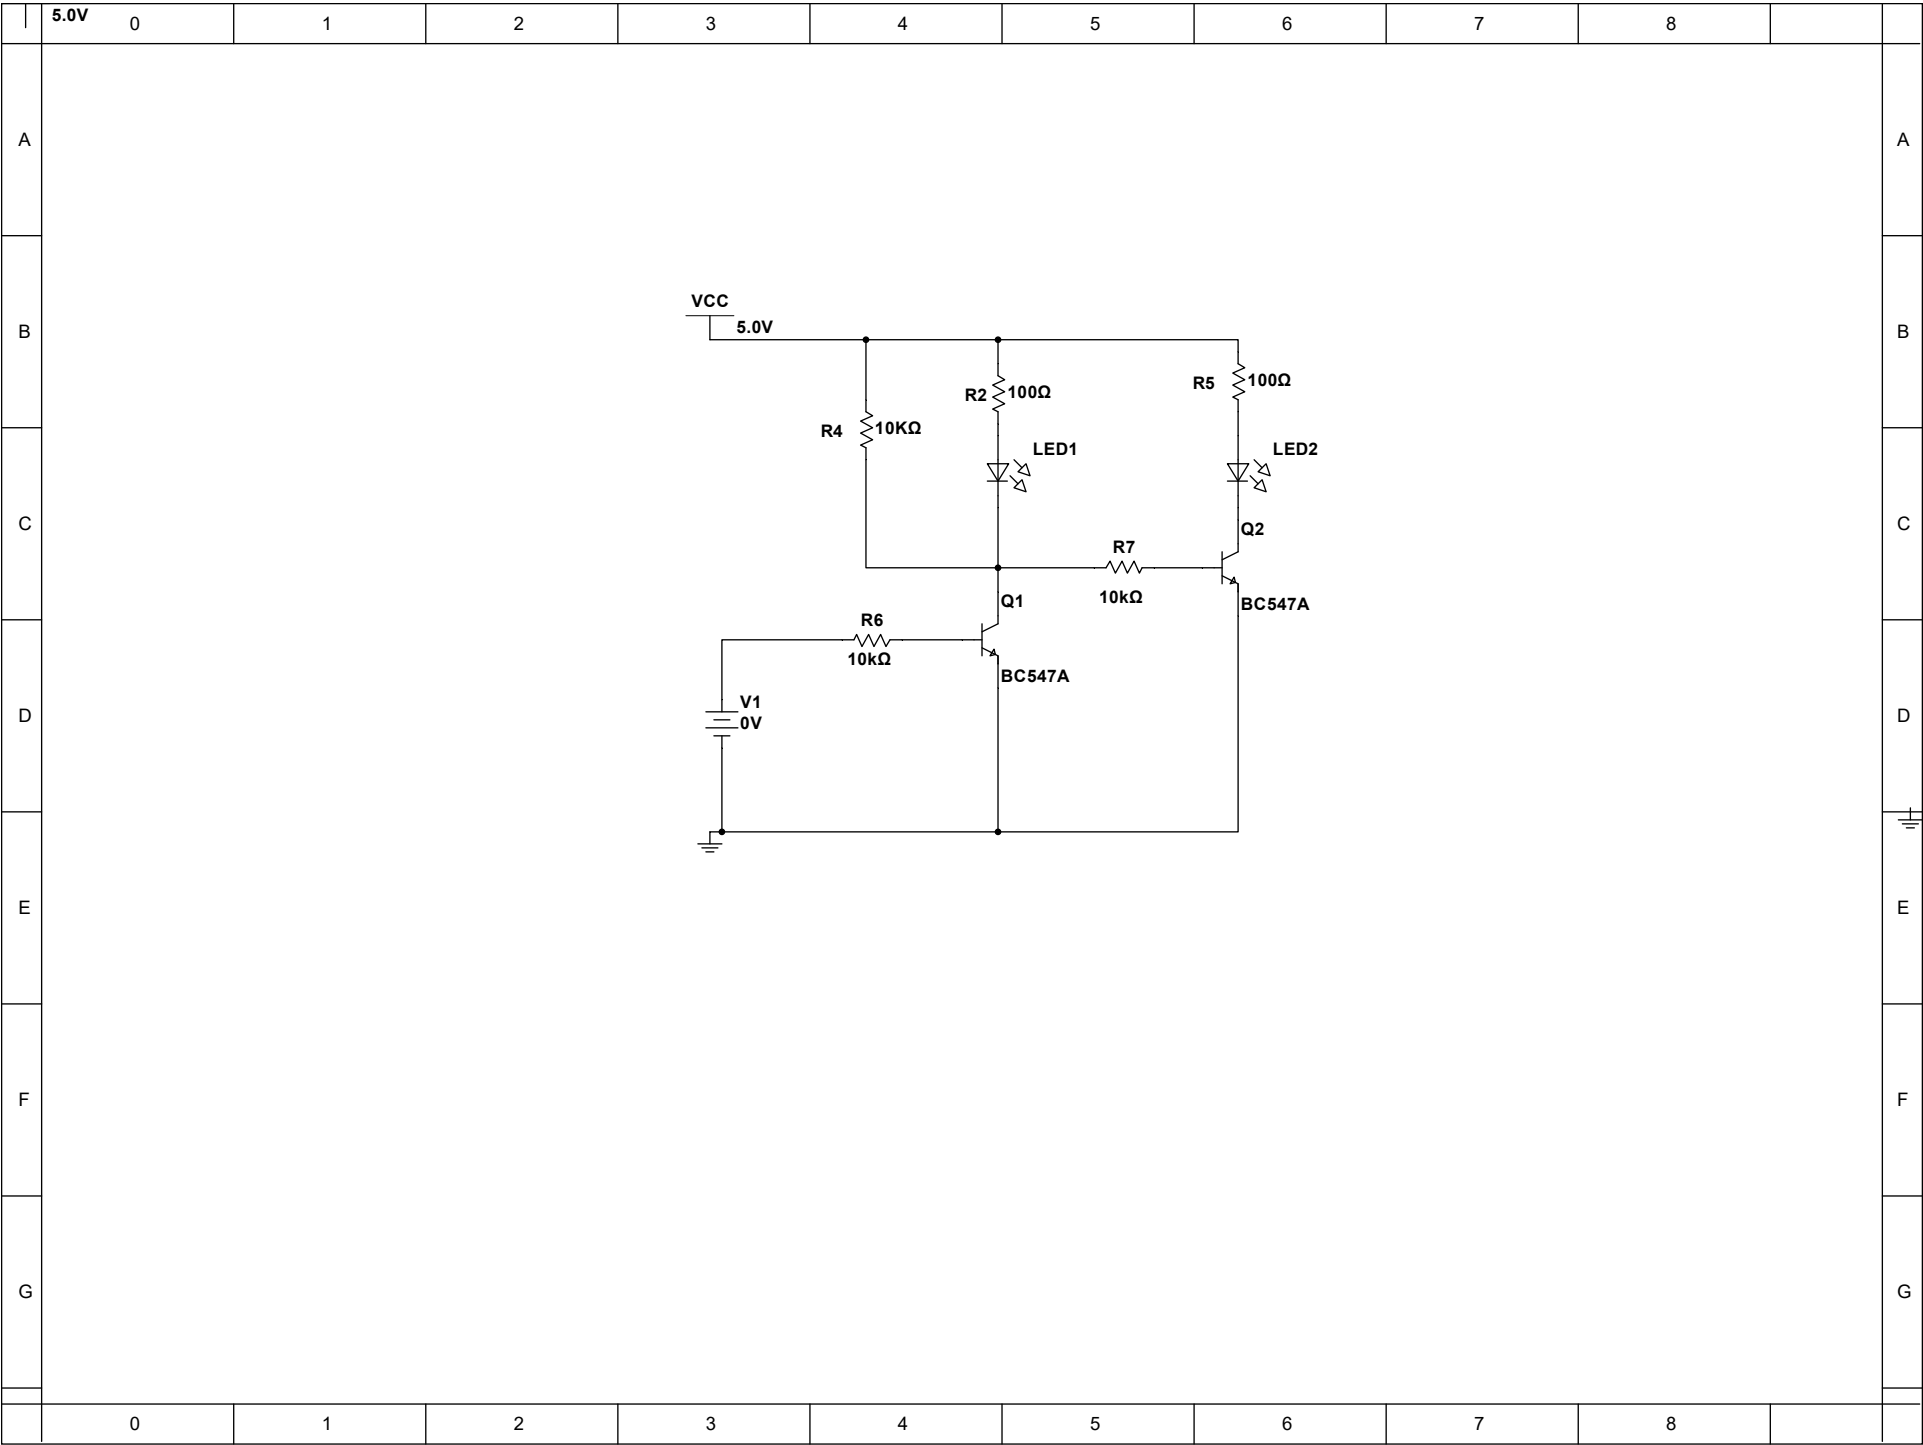 5.0V
0 1 2 3 4 5 6 7 8
A A
B B
C C
D D
E E
F F
G G
VCC
5.0V
R4 10KΩ
R2 100Ω
R5 100Ω
LED1
LED2
Q2
R7
10kΩ
BC547A
Q1
R6
10kΩ
BC547A
V1
0V
0 1 2 3 4 5 6 7 8